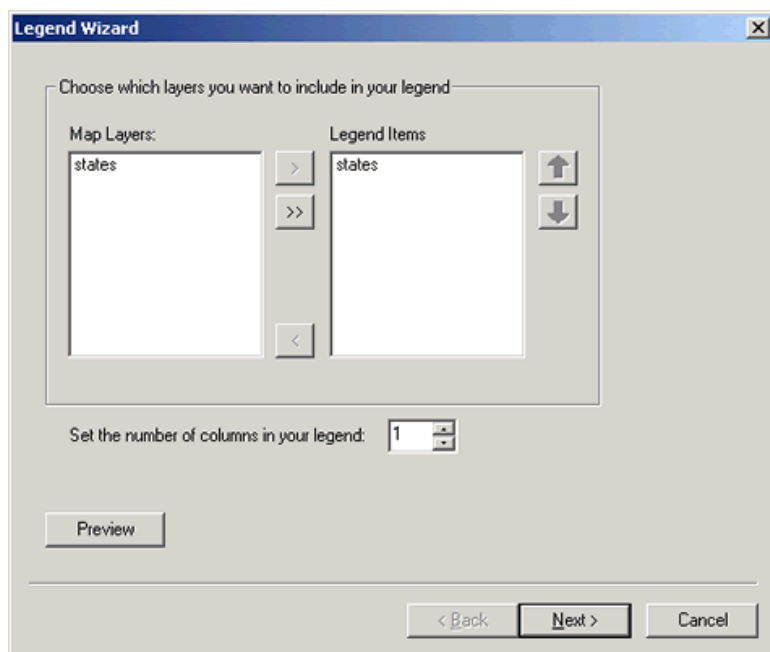 Legend Wizard
Choose which layers you want to include in your legend
Map Layers:
Legend Items
states
>
states
>>
<
Set the number of columns in your legend:
1
Preview
< Back
Next >
Cancel